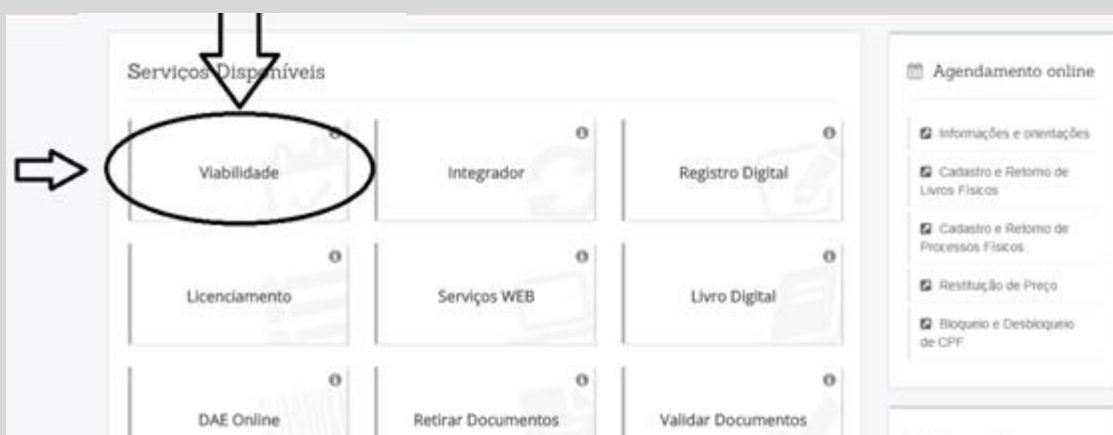 Serviços Disponíveis
Viabilidade
Integrador
Registro Digital
Licenciamento
Serviços WEB
Livro Digital
DAE Online
Retirar Documentos
Validar Documentos
Agendamento online
Informações e orientações
Cadastro e Retorno de
Livros Físicos
Cadastro e Retorno de
Processos Físicos
Restituição de Preço
Bloqueio e Desbloqueio
de CPF